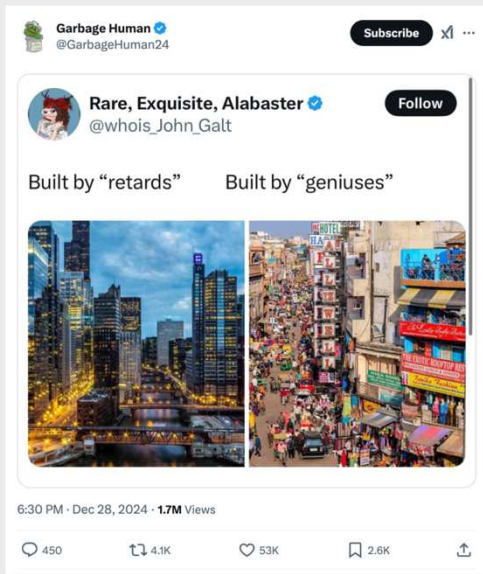 Garbage Human
@GarbageHuman24
Subscribe
Rare, Exquisite, Alabaster
@whois_John_Galt
Follow
Built by “retards”
Built by “geniuses”
HOTEL
6:30 PM · Dec 28, 2024 · 1.7M Views
450
4.1K
53K
2.6K